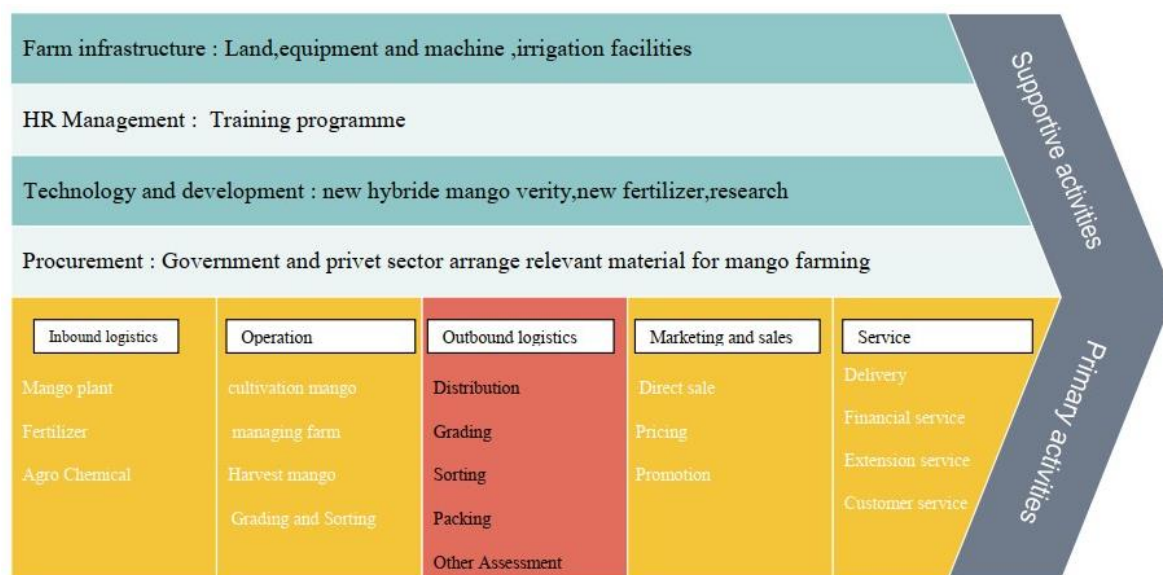 Farm infrastructure : Land,equipment and machine ,irrigation facilities
HR Management : Training programme
Technology and development : new hybride mango verity,new fertilizer,research
Procurement : Government and privet sector arrange relevant material for mango farming
Supportive activities
Inbound logistics
Mango plant
Fertilizer
Agro Chemical
Operation
cultivation mango
managing farm
Harvest mango
Grading and Sorting
Outbound logistics
Distribution
Grading
Sorting
Packing
Other Assessment
Marketing and sales
Direct sale
Pricing
Promotion
Service
Delivery
Financial service
Extension service
Customer service
Primary activities